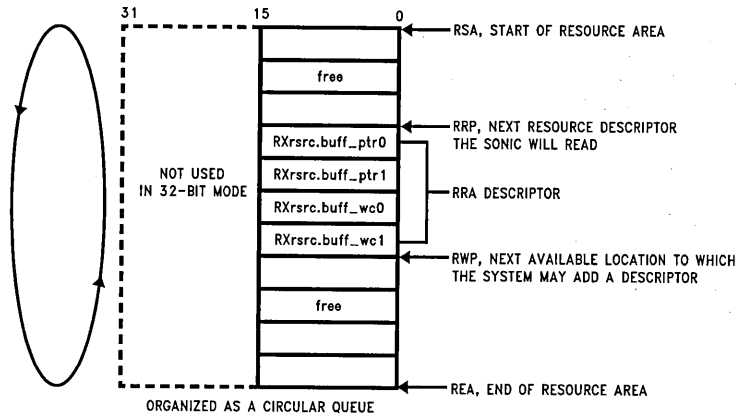 31 15 0
RSA, START OF RESOURCE AREA
free
RRP, NEXT RESOURCE DESCRIPTOR
THE SONIC WILL READ
RXrsrc.buff_ptr0
RXrsrc.buff_ptr1
NOT USED
IN 32-BIT MODE
RRA DESCRIPTOR
RXrsrc.buff_wc0
RXrsrc.buff_wc1
RWP, NEXT AVAILABLE LOCATION TO WHICH
THE SYSTEM MAY ADD A DESCRIPTOR
free
REA, END OF RESOURCE AREA
ORGANIZED AS A CIRCULAR QUEUE